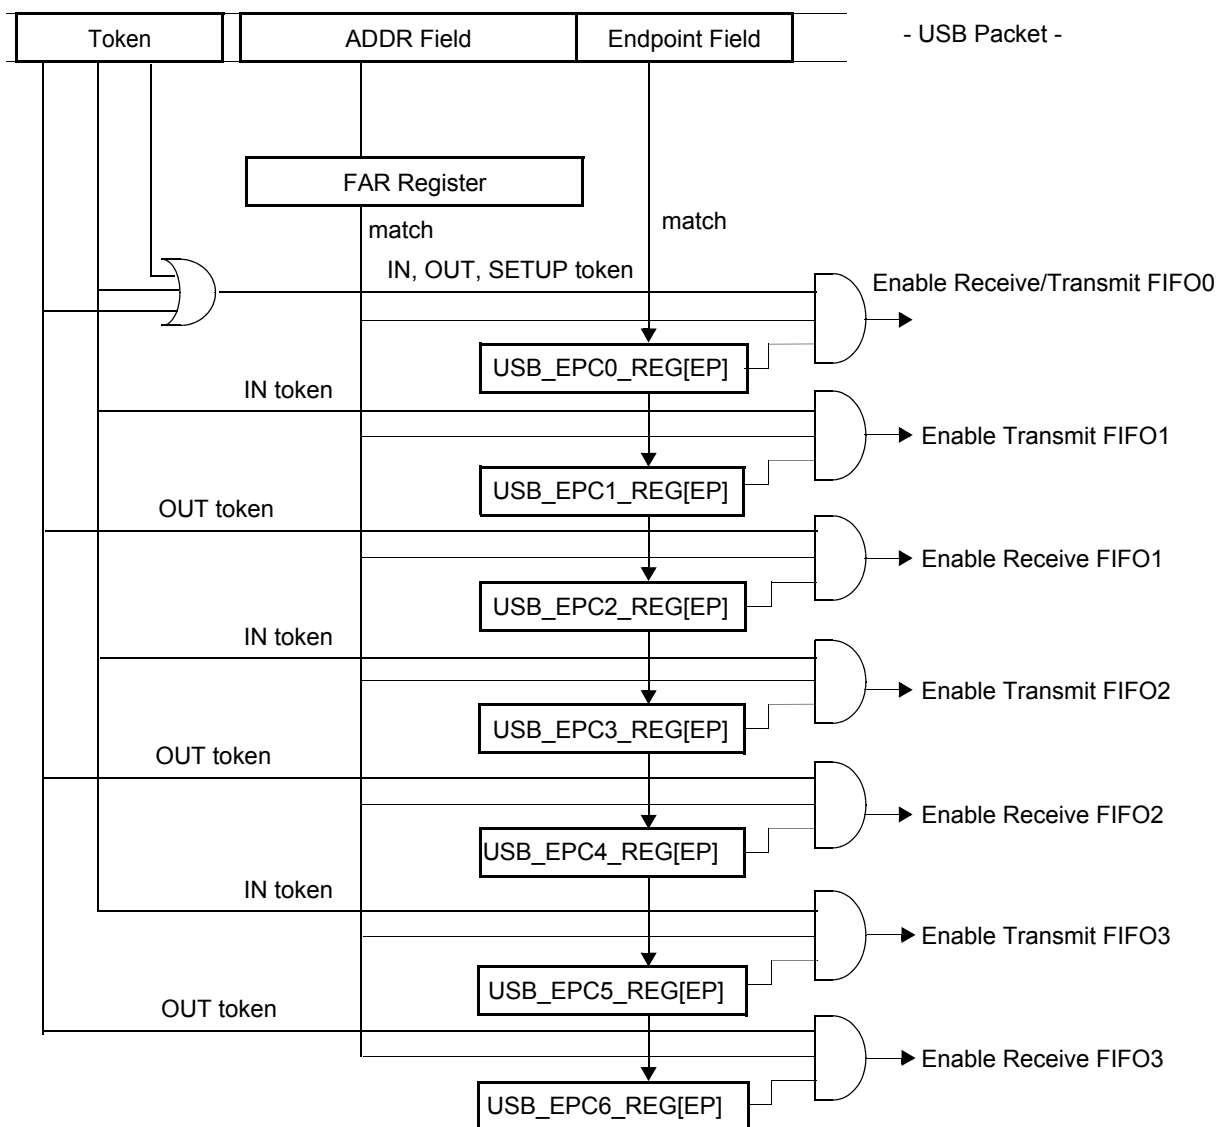 Token
ADDR Field
Endpoint Field
- USB Packet -
FAR Register
match
match
IN, OUT, SETUP token
Enable Receive/Transmit FIFO0
USB_EPC0_REG[EP]
IN token
Enable Transmit FIFO1
USB_EPC1_REG[EP]
OUT token
Enable Receive FIFO1
USB_EPC2_REG[EP]
IN token
Enable Transmit FIFO2
USB_EPC3_REG[EP]
OUT token
Enable Receive FIFO2
USB_EPC4_REG[EP]
IN token
Enable Transmit FIFO3
USB_EPC5_REG[EP]
OUT token
Enable Receive FIFO3
USB_EPC6_REG[EP]